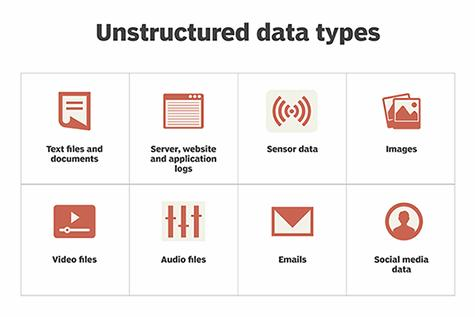 Unstructured data types
Text files and
documents
Server, website
and application
logs
Sensor data
Images
Video files
Audio files
Emails
Social media
data